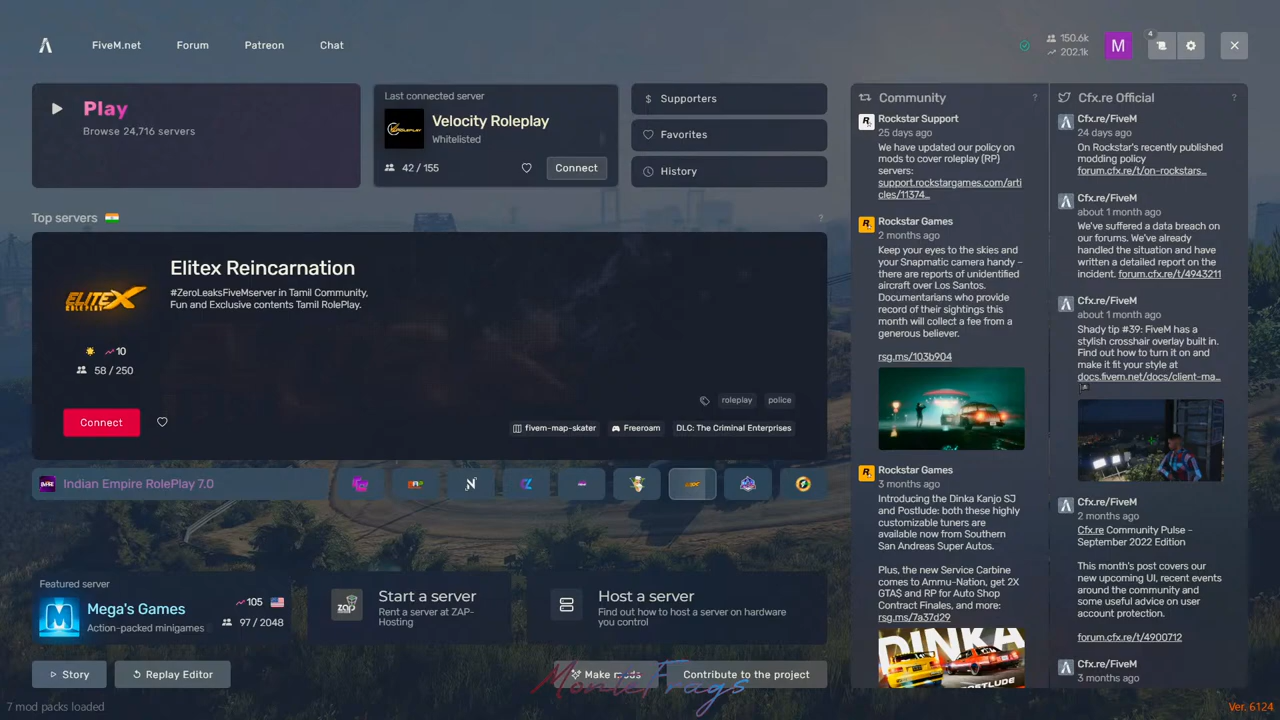 FiveM.net
Forum
Patreon
Chat
150.6k
202.1k
M
4
Play
Browse 24,716 servers
Last connected server
Velocity Roleplay
Whitelisted
42 / 155
Connect
$ Supporters
Favorites
History
Top servers
?
Elitex Reincarnation
#ZeroLeaksFiveMserver in Tamil Community,
Fun and Exclusive contents Tamil RolePlay.
ELITEX
ROLEPLAY
10
58 / 250
Connect
roleplay
police
fivem-map-skater
Freeroam
DLC: The Criminal Enterprises
Indian Empire RolePlay 7.0
Featured server
Mega's Games
Action-packed minigames
105
97 / 2048
ZAP
Start a server
Rent a server at ZAP-
Hosting
Host a server
Find out how to host a server on hardware
you control
Story
Replay Editor
Make mods
Contribute to the project
MonteFrags
7 mod packs loaded
Ver. 6124
Community
?
Rockstar Support
25 days ago
We have updated our policy on
mods to cover roleplay (RP)
servers:
support.rockstargames.com/arti
cles/11374…
Rockstar Games
2 months ago
Keep your eyes to the skies and
your Snapmatic camera handy –
there are reports of unidentified
aircraft over Los Santos.
Documentarians who provide
record of their sightings this
month will collect a fee from a
generous believer.
rsg.ms/103b904
Rockstar Games
3 months ago
Introducing the Dinka Kanjo SJ
and Postlude: both these highly
customizable tuners are
available now from Southern
San Andreas Super Autos.
Plus, the new Service Carbine
comes to Ammu-Nation, get 2X
GTA$ and RP for Auto Shop
Contract Finales, and more:
rsg.ms/7a37d29
DINKA
POSTLUDE
Cfx.re Official
?
Cfx.re/FiveM
24 days ago
On Rockstar's recently published
modding policy
forum.cfx.re/t/on-rockstars…
Cfx.re/FiveM
about 1 month ago
We've suffered a data breach on
our forums. We've already
handled the situation and have
written a detailed report on the
incident. forum.cfx.re/t/4943211
Cfx.re/FiveM
about 1 month ago
Shady tip #39: FiveM has a
stylish crosshair overlay built in.
Find out how to turn it on and
make it fit your style at
docs.fivem.net/docs/client-ma…
Cfx.re/FiveM
2 months ago
Cfx.re Community Pulse –
September 2022 Edition
This month's post covers our
new upcoming UI, recent events
around the community and
some useful advice on user
account protection.
forum.cfx.re/t/4900712
Cfx.re/FiveM
3 months ago